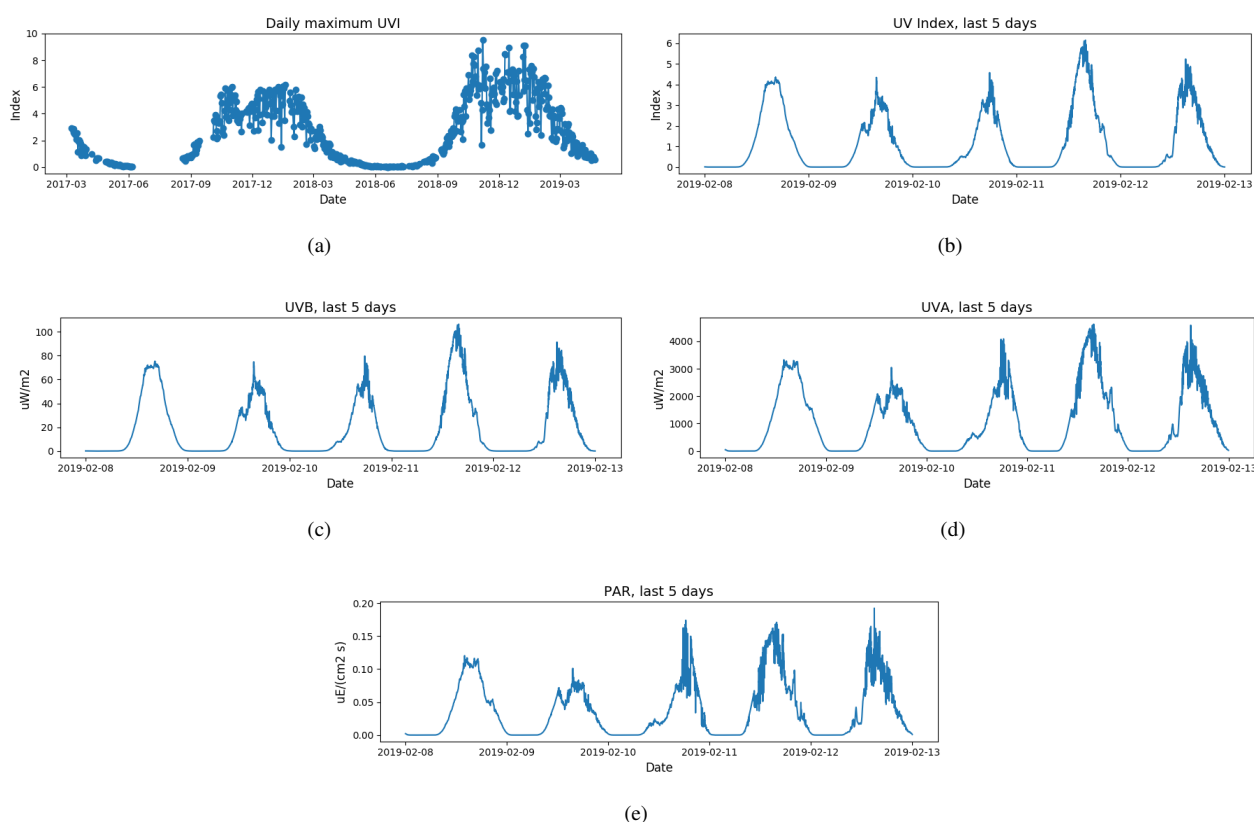 Daily maximum UVI
Index
10
8
6
4
2
0
2017-03 2017-06 2017-09 2017-12 2018-03 2018-06 2018-09 2018-12 2019-03
Date
(a)
UV Index, last 5 days
Index
6
5
4
3
2
1
0
2019-02-08 2019-02-09 2019-02-10 2019-02-11 2019-02-12 2019-02-13
Date
(b)
UVB, last 5 days
uW/m2
100
80
60
40
20
0
2019-02-08 2019-02-09 2019-02-10 2019-02-11 2019-02-12 2019-02-13
Date
(c)
UVA, last 5 days
uW/m2
4000
3000
2000
1000
0
2019-02-08 2019-02-09 2019-02-10 2019-02-11 2019-02-12 2019-02-13
Date
(d)
PAR, last 5 days
uE/(cm2 s)
0.20
0.15
0.10
0.05
0.00
2019-02-08 2019-02-09 2019-02-10 2019-02-11 2019-02-12 2019-02-13
Date
(e)